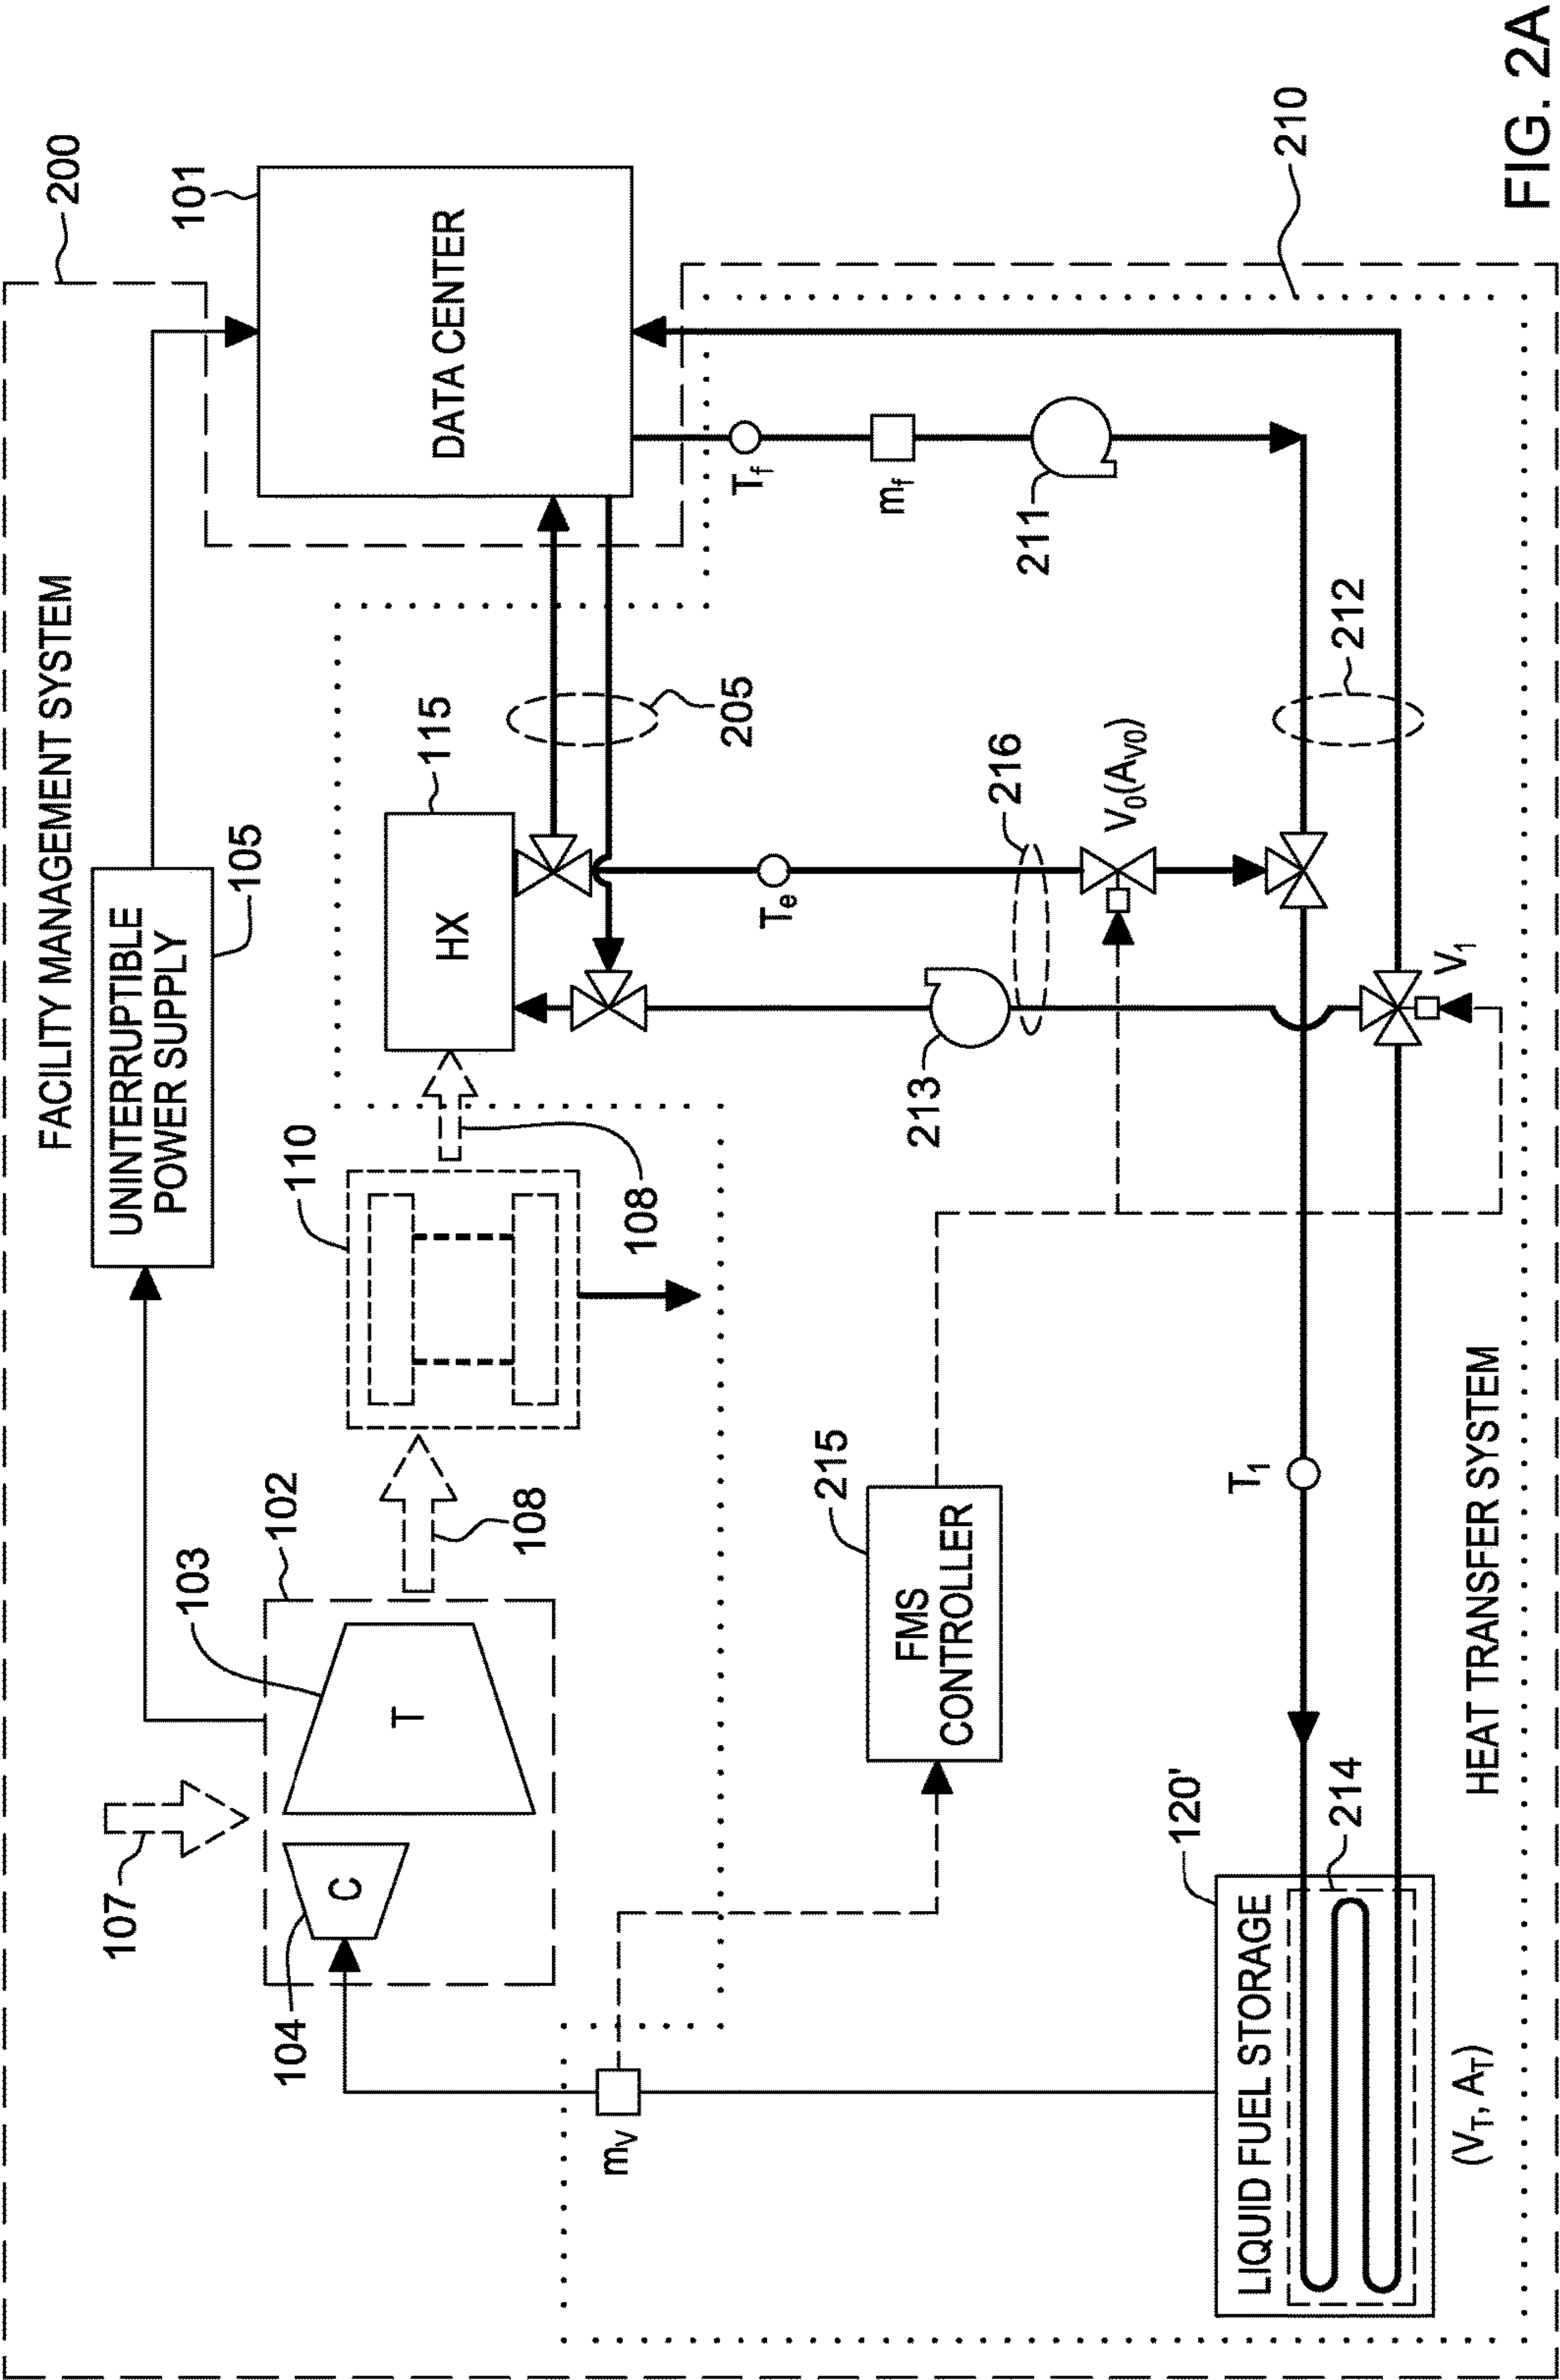 FACILITY MANAGEMENT SYSTEM
200
UNINTERRUPTIBLE
POWER SUPPLY
105
101
DATA CENTER
107
103
102
104
C
T
108
110
108
115
HX
205
mV
215
FMS
CONTROLLER
213
216
Te
V0(AV0)
Tf
mf
211
210
120'
LIQUID FUEL STORAGE
214
(VT, AT)
T1
V1
212
HEAT TRANSFER SYSTEM
FIG. 2A